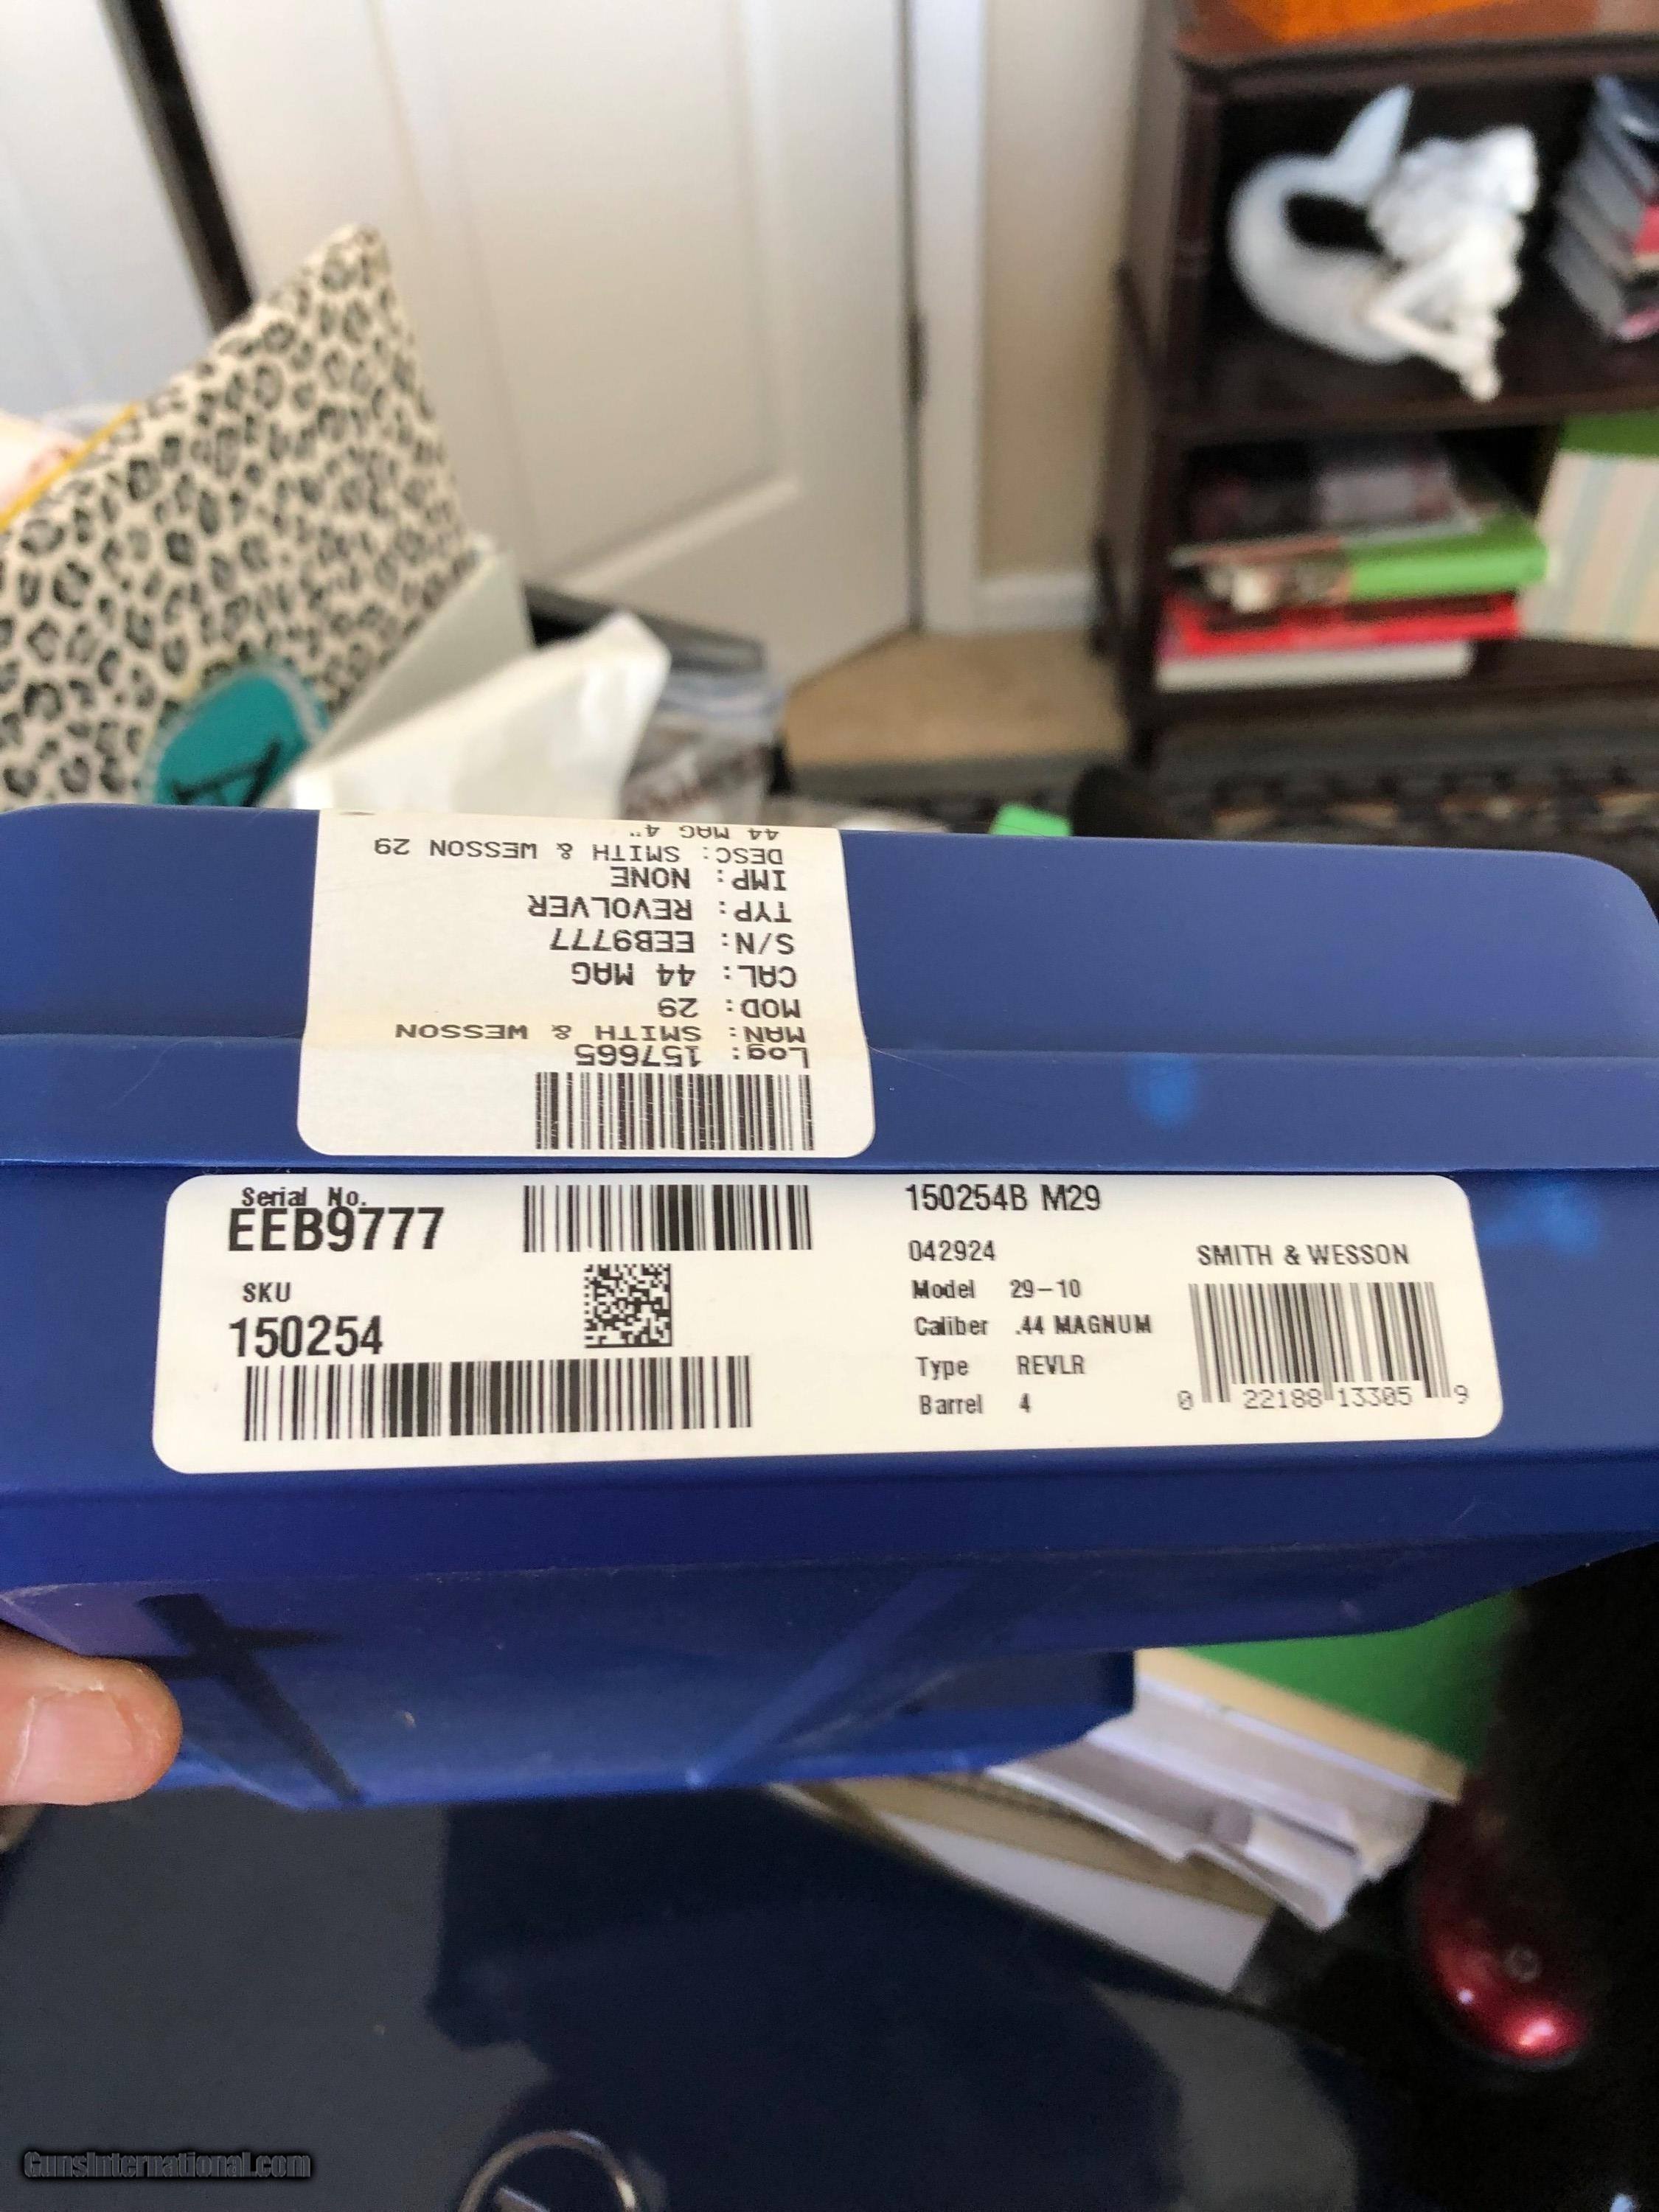 44 MAG 4"
DESC: SMITH & WESSON 29
IMP: NONE
TYP: REVOLVER
S/N: EEB9777
CAL: 44 MAG
MOD: 29
MAN: SMITH & WESSON
Log: 157665
Serial No.
EEB9777
SKU
150254
150254B M29
042924
Model 29-10
Caliber .44 MAGNUM
Type REVLR
Barrel 4
SMITH & WESSON
0 22188 13305 9
GunsInternational.com